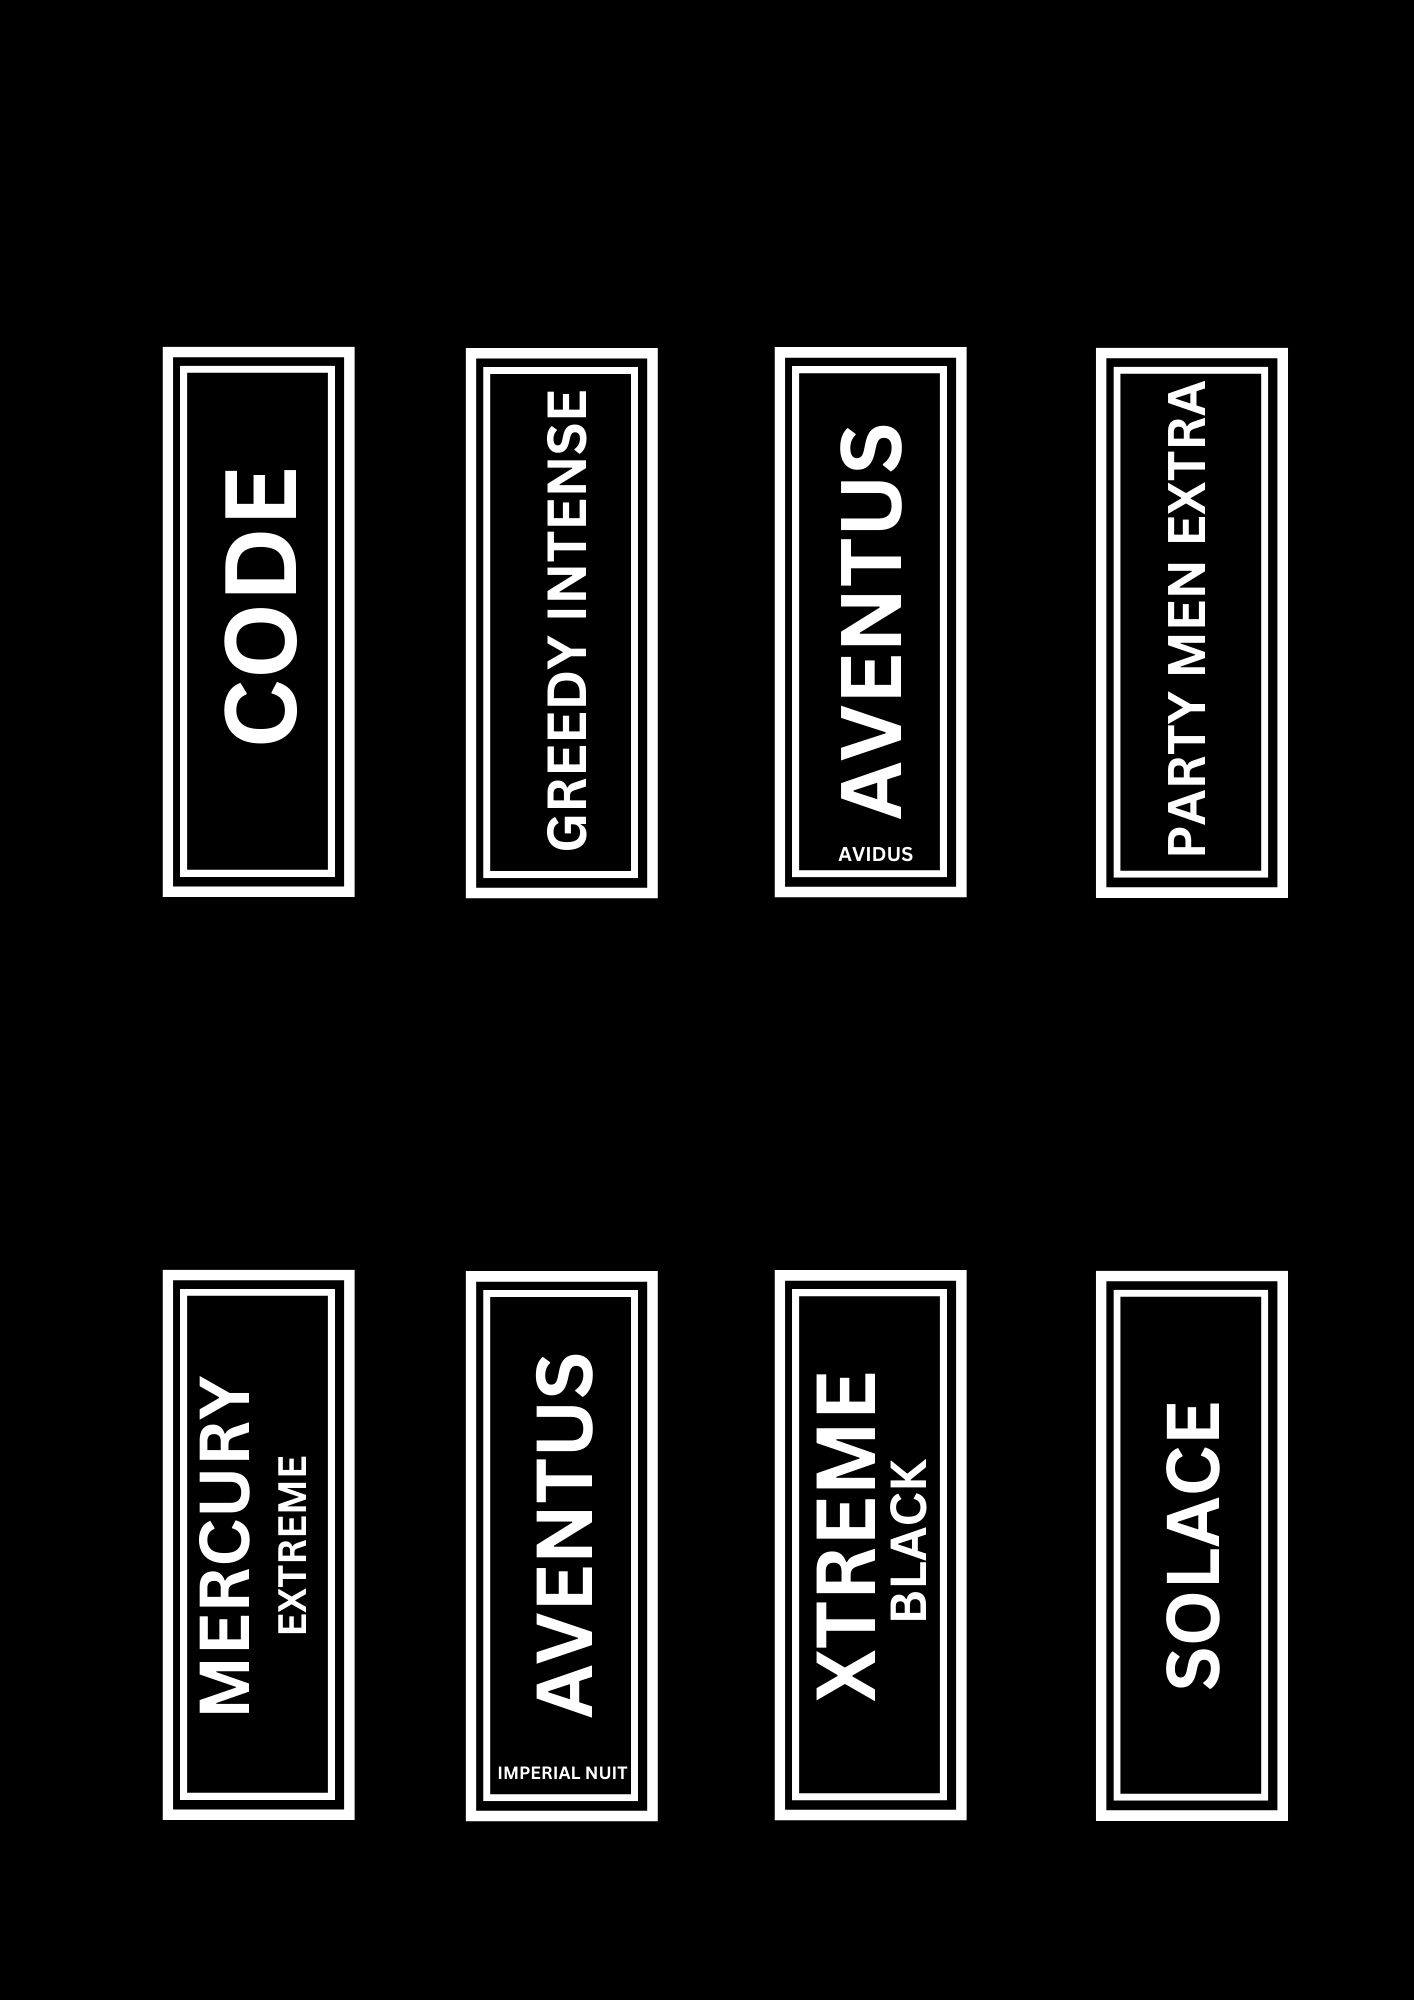 CODE
GREEDY INTENSE
AVENTUS
AVIDUS
PARTY MEN EXTRA
MERCURY
EXTREME
AVENTUS
IMPERIAL NUIT
XTREME
BLACK
SOLACE